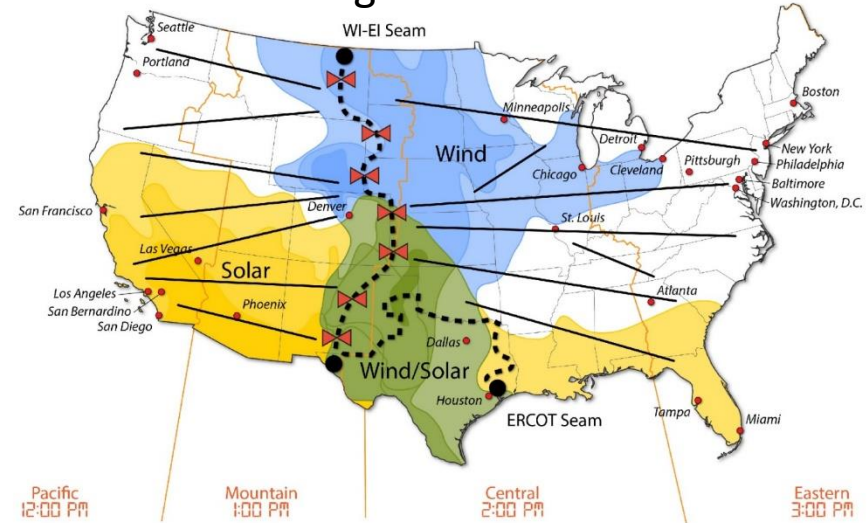 WI-EI Seam
Seattle
Portland
Minneapolis
Boston
Detroit
New York
Wind
Pittsburgh
Philadelphia
Chicago
Cleveland
Baltimore
Washington, D.C.
San Francisco
Denver
St. Louis
Las Vegas
Solar
Los Angeles
San Bernardino
San Diego
Phoenix
Atlanta
Dallas
Wind/Solar
Houston
ERCOT Seam
Tampa
Miami
Pacific
12:00 PM
Mountain
1:00 PM
Central
2:00 PM
Eastern
3:00 PM